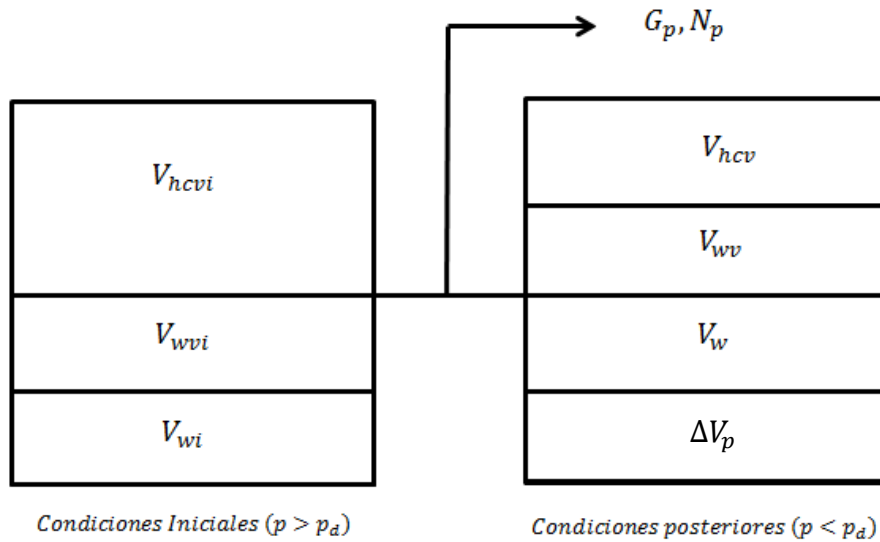 G_p, N_p
V_hcvi
V_wvi
V_wi
V_hcv
V_wv
V_w
ΔV_p
Condiciones Iniciales (p > p_d)
Condiciones posteriores (p < p_d)